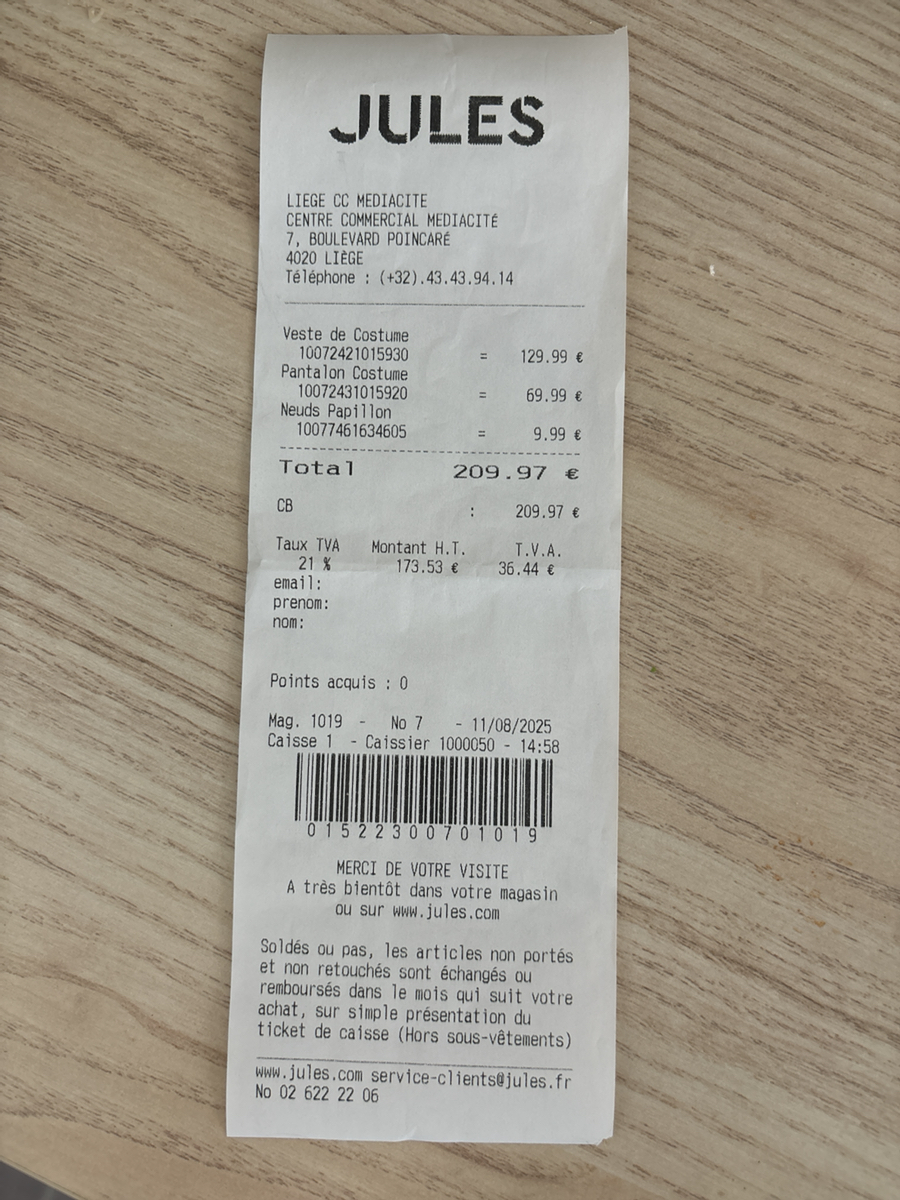 JULES
LIEGE CC MEDIACITE
CENTRE COMMERCIAL MEDIACITÉ
7, BOULEVARD POINCARÉ
4020 LIÈGE
Téléphone : (+32).43.43.94.14
Veste de Costume
10072421015930 = 129.99 €
Pantalon Costume
10072431015920 = 69.99 €
Neuds Papillon
10077461634605 = 9.99 €
Total 209.97 €
CB : 209.97 €
Taux TVA Montant H.T. T.V.A.
21 % 173.53 € 36.44 €
email:
prenom:
nom:
Points acquis : 0
Mag. 1019 - No 7 - 11/08/2025
Caisse 1 - Caissier 1000050 - 14:58
01522300701019
MERCI DE VOTRE VISITE
A très bientôt dans votre magasin
ou sur www.jules.com
Soldés ou pas, les articles non portés
et non retouchés sont échangés ou
remboursés dans le mois qui suit votre
achat, sur simple présentation du
ticket de caisse (Hors sous-vêtements)
www.jules.com service-clients@jules.fr
No 02 622 22 06